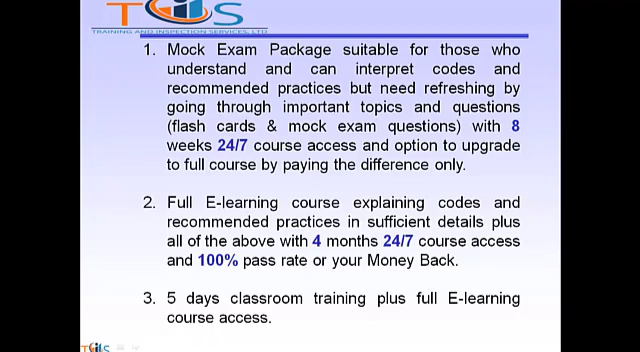 TIS
TRAINING AND INSPECTION SERVICES, LTD
1. Mock Exam Package suitable for those who
understand and can interpret codes and
recommended practices but need refreshing by
going through important topics and questions
(flash cards & mock exam questions) with 8
weeks 24/7 course access and option to upgrade
to full course by paying the difference only.
2. Full E-learning course explaining codes and
recommended practices in sufficient details plus
all of the above with 4 months 24/7 course access
and 100% pass rate or your Money Back.
3. 5 days classroom training plus full E-learning
course access.
TIS